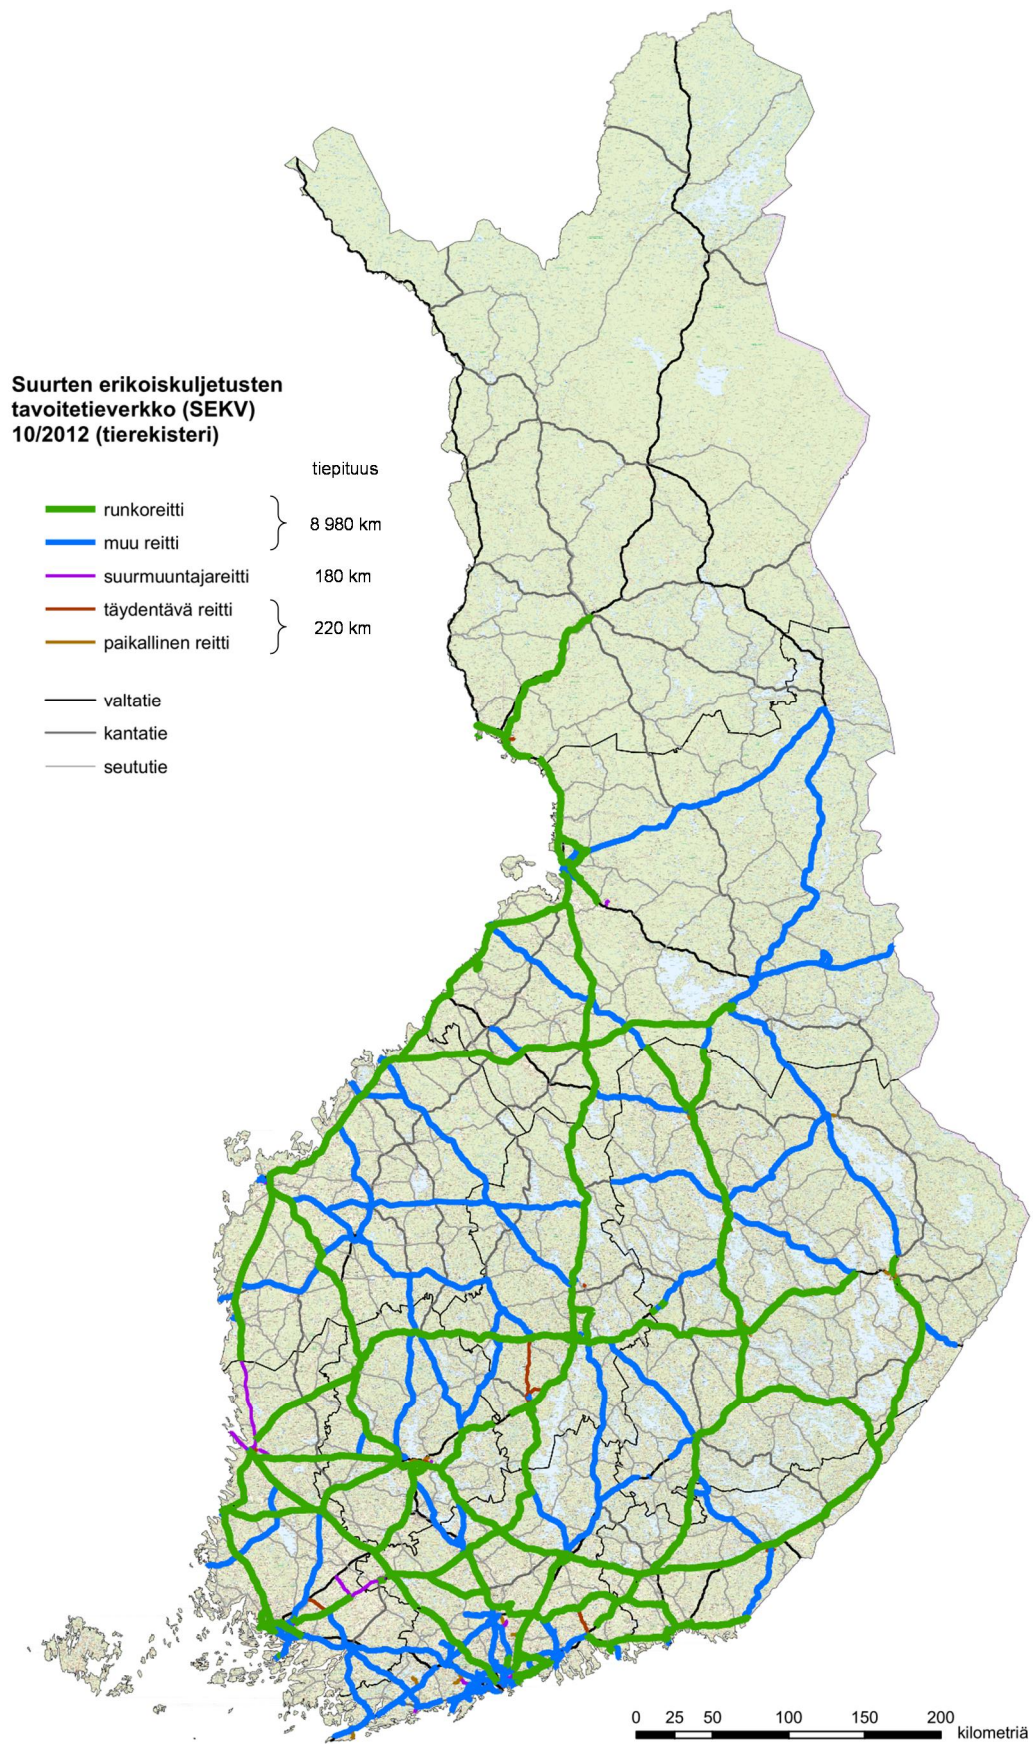 Suurten erikoiskuljetusten
tavoitetieverkko (SEKV)
10/2012 (tierekisteri)
tiepituus
runkoreitti
8 980 km
muu reitti
suurmuuntajareitti 180 km
täydentävä reitti
220 km
paikallinen reitti
valtatie
kantatie
seututie
0 25 50 100 150 200
kilometriä